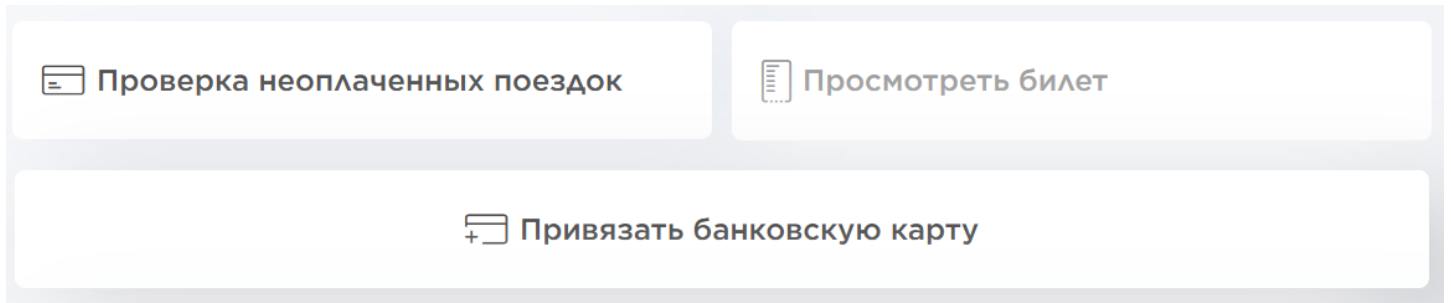 Проверка неоплаченных поездок
Просмотреть билет
Привязать банковскую карту